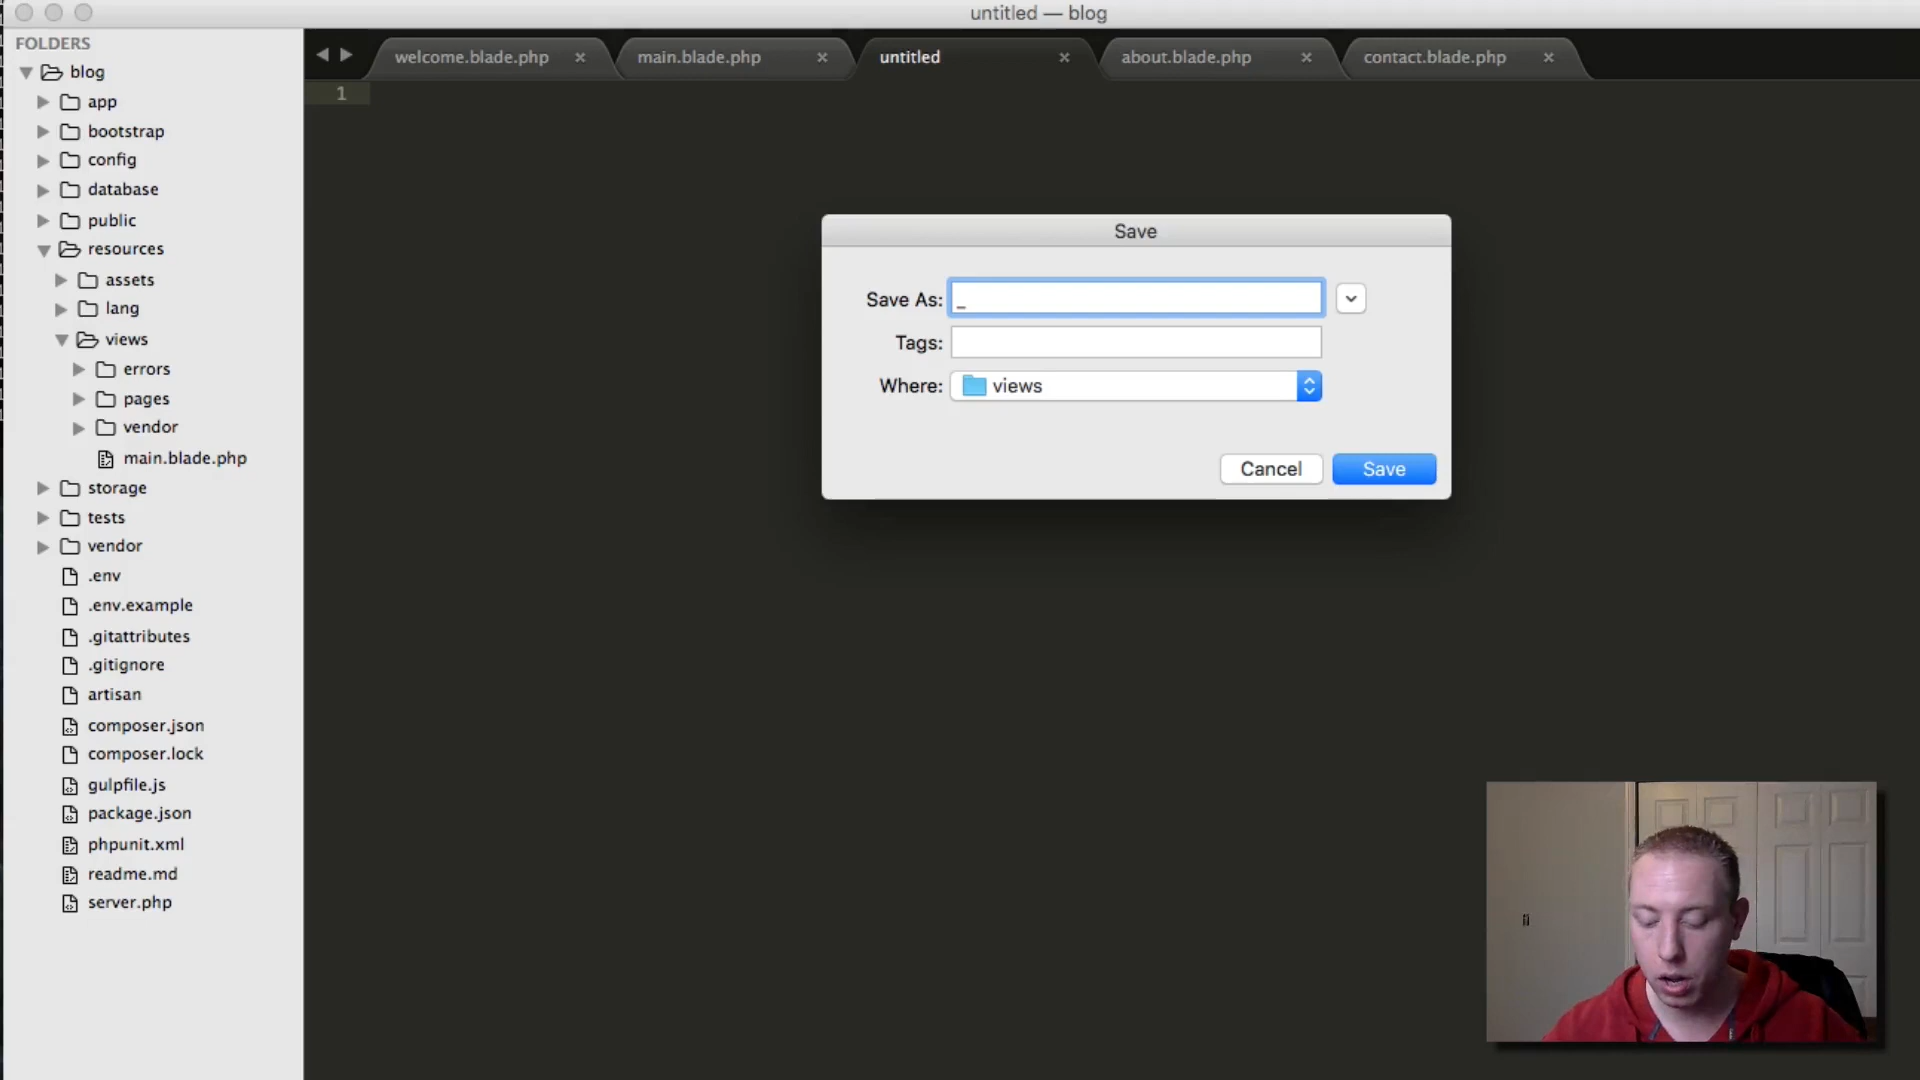 untitled — blog
FOLDERS
blog
app
bootstrap
config
database
public
resources
assets
lang
views
errors
pages
vendor
main.blade.php
storage
tests
vendor
.env
.env.example
.gitattributes
.gitignore
artisan
composer.json
composer.lock
gulpfile.js
package.json
phpunit.xml
readme.md
server.php
welcome.blade.php
main.blade.php
untitled
about.blade.php
contact.blade.php
1
Save
Save As: _
Tags:
Where: views
Cancel
Save